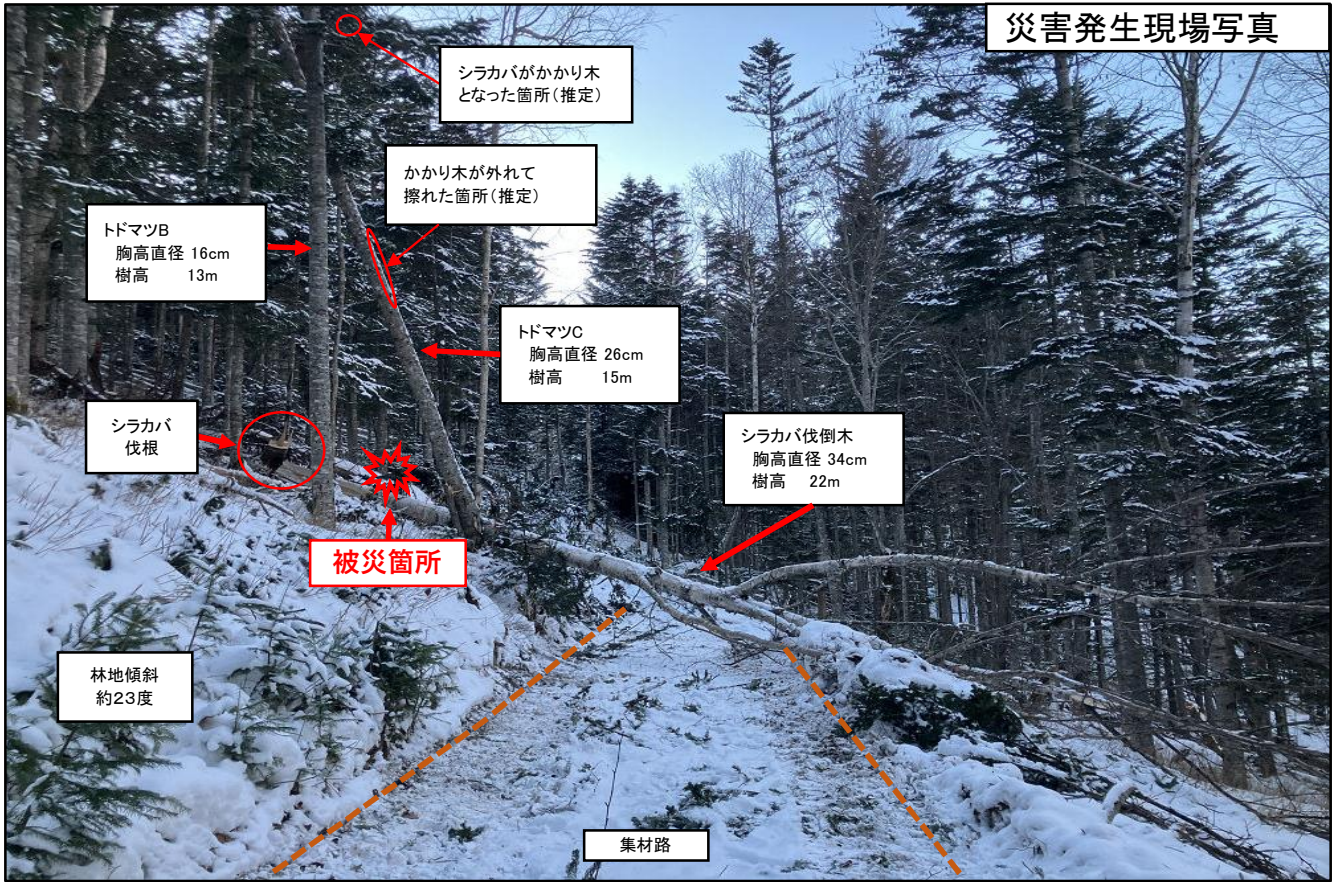 災害発生現場写真
シラカバがかかり木
となった箇所（推定）
かかり木が外れて
擦れた箇所（推定）
トドマツB
胸高直径 16cm
樹高 13m
トドマツC
胸高直径 26cm
樹高 15m
シラカバ
伐根
シラカバ伐倒木
胸高直径 34cm
樹高 22m
被災箇所
林地傾斜
約23度
集材路